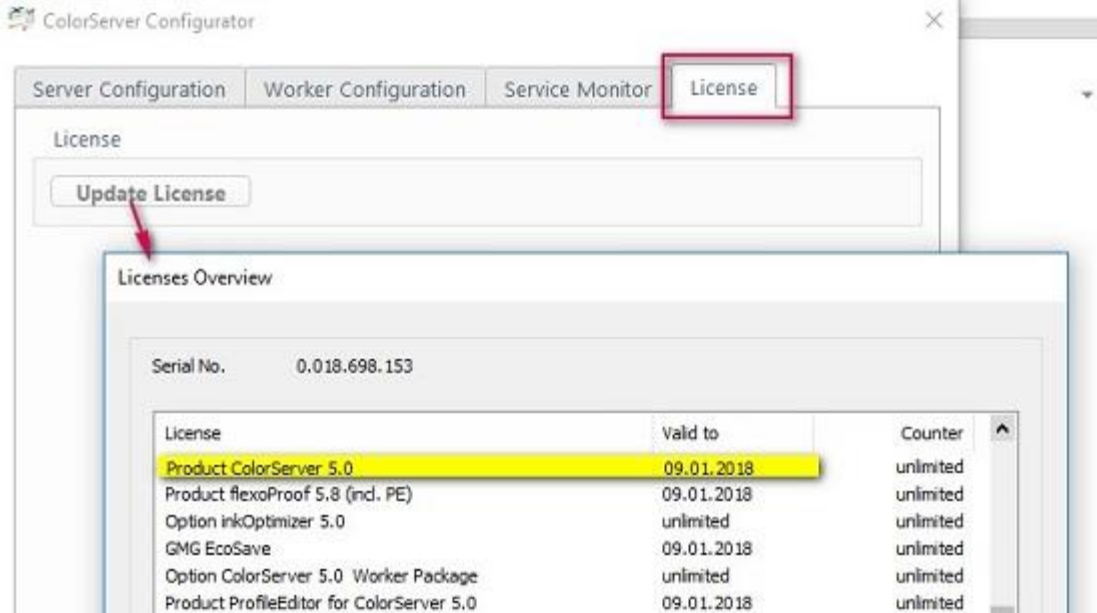 ColorServer Configurator
Server Configuration Worker Configuration Service Monitor License
License
Update License
Licenses Overview
Serial No. 0.018.698.153
License Valid to Counter
Product ColorServer 5.0 09.01.2018 unlimited
Product flexoProof 5.8 (incl. PE) 09.01.2018 unlimited
Option inkOptimizer 5.0 unlimited unlimited
GMG EcoSave 09.01.2018 unlimited
Option ColorServer 5.0 Worker Package unlimited unlimited
Product ProfileEditor for ColorServer 5.0 09.01.2018 unlimited